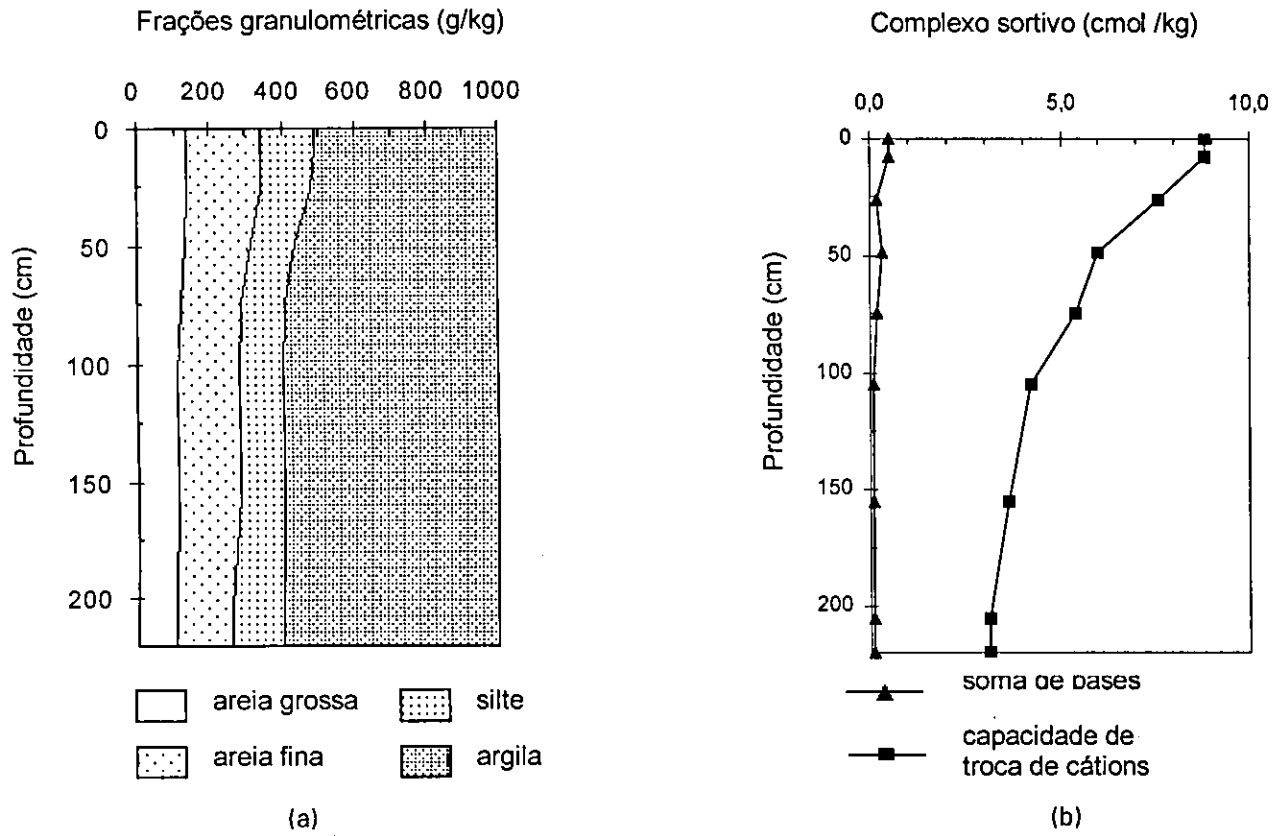 Frações granulométricas (g/kg)
0 200 400 600 800 1000
0
50
100
150
200
Profundidade (cm)
areia grossa
silte
areia fina
argila
(a)
Complexo sortivo (cmol /kg)
0,0 5,0 10,0
0
50
100
150
200
Profundidade (cm)
soma de bases
capacidade de
troca de cátions
(b)